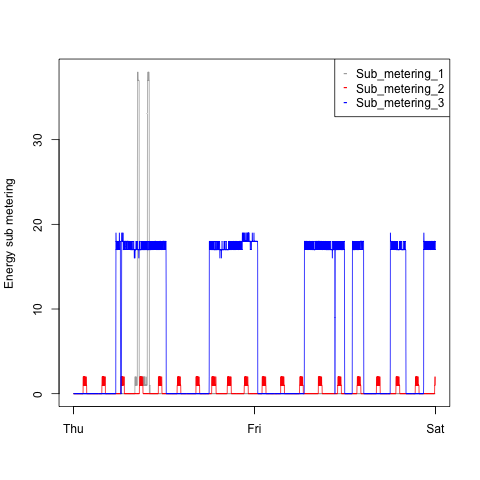 Sub_metering_1
Sub_metering_2
Sub_metering_3
Energy sub metering
30
20
10
0
Thu Fri Sat